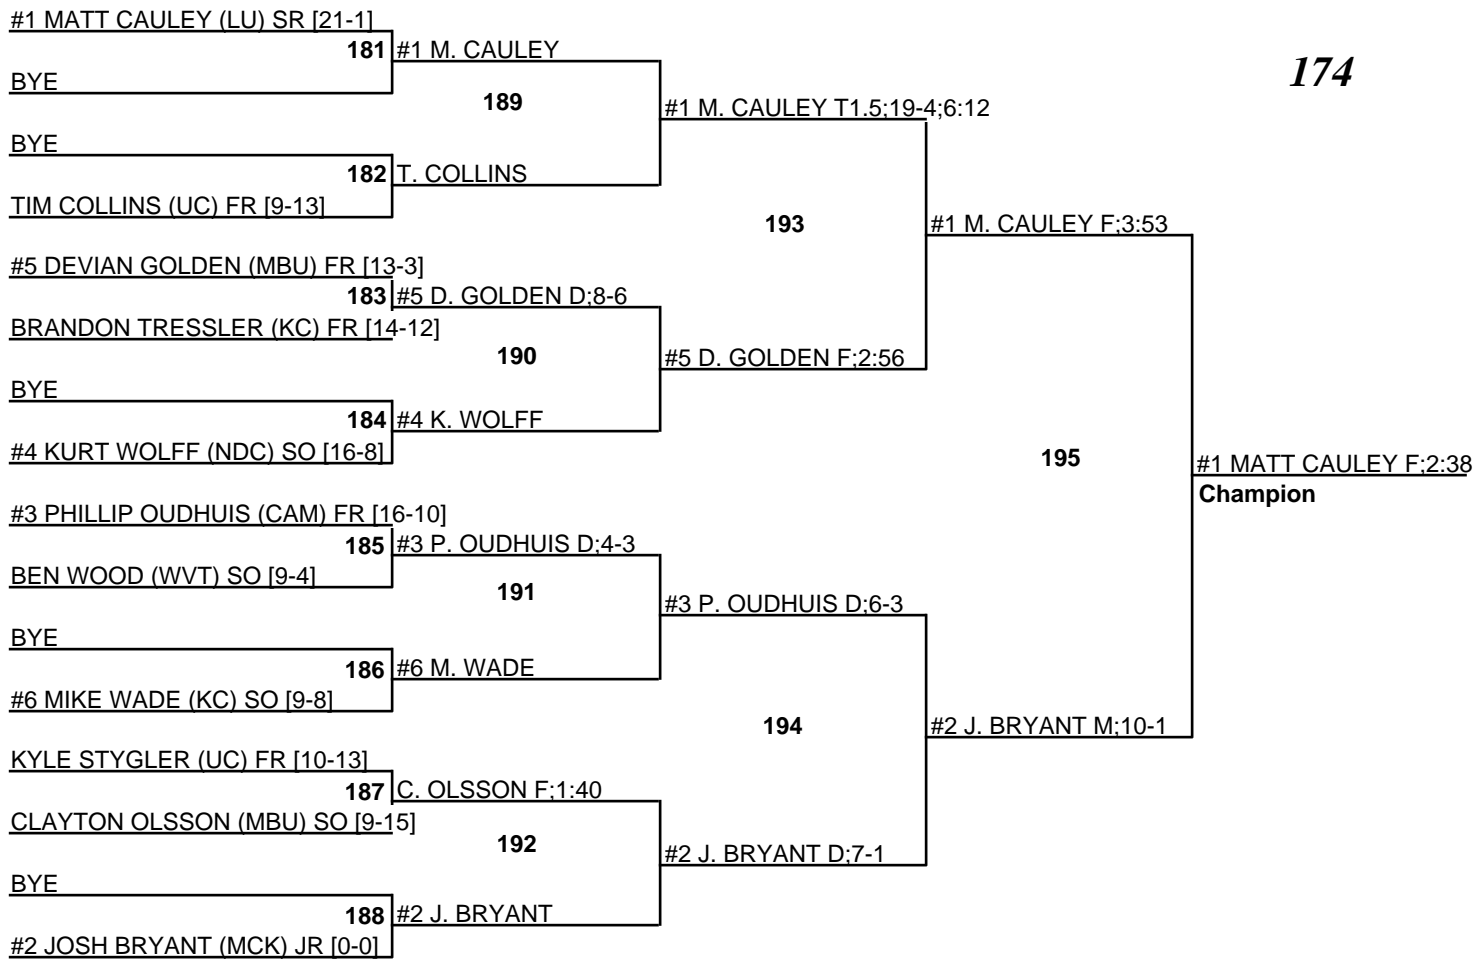 #1 MATT CAULEY (LU) SR [21-1]
181 #1 M. CAULEY
BYE
174
189
#1 M. CAULEY T1.5;19-4;6:12
BYE
182 T. COLLINS
TIM COLLINS (UC) FR [9-13]
193
#1 M. CAULEY F;3:53
#5 DEVIAN GOLDEN (MBU) FR [13-3]
183 #5 D. GOLDEN D;8-6
BRANDON TRESSLER (KC) FR [14-12]
190
#5 D. GOLDEN F;2:56
BYE
184 #4 K. WOLFF
#4 KURT WOLFF (NDC) SO [16-8]
195
#1 MATT CAULEY F;2:38
Champion
#3 PHILLIP OUDHUIS (CAM) FR [16-10]
185 #3 P. OUDHUIS D;4-3
BEN WOOD (WVT) SO [9-4]
191
#3 P. OUDHUIS D;6-3
BYE
186 #6 M. WADE
#6 MIKE WADE (KC) SO [9-8]
194
#2 J. BRYANT M;10-1
KYLE STYGLER (UC) FR [10-13]
187 C. OLSSON F;1:40
CLAYTON OLSSON (MBU) SO [9-15]
192
#2 J. BRYANT D;7-1
BYE
188 #2 J. BRYANT
#2 JOSH BRYANT (MCK) JR [0-0]